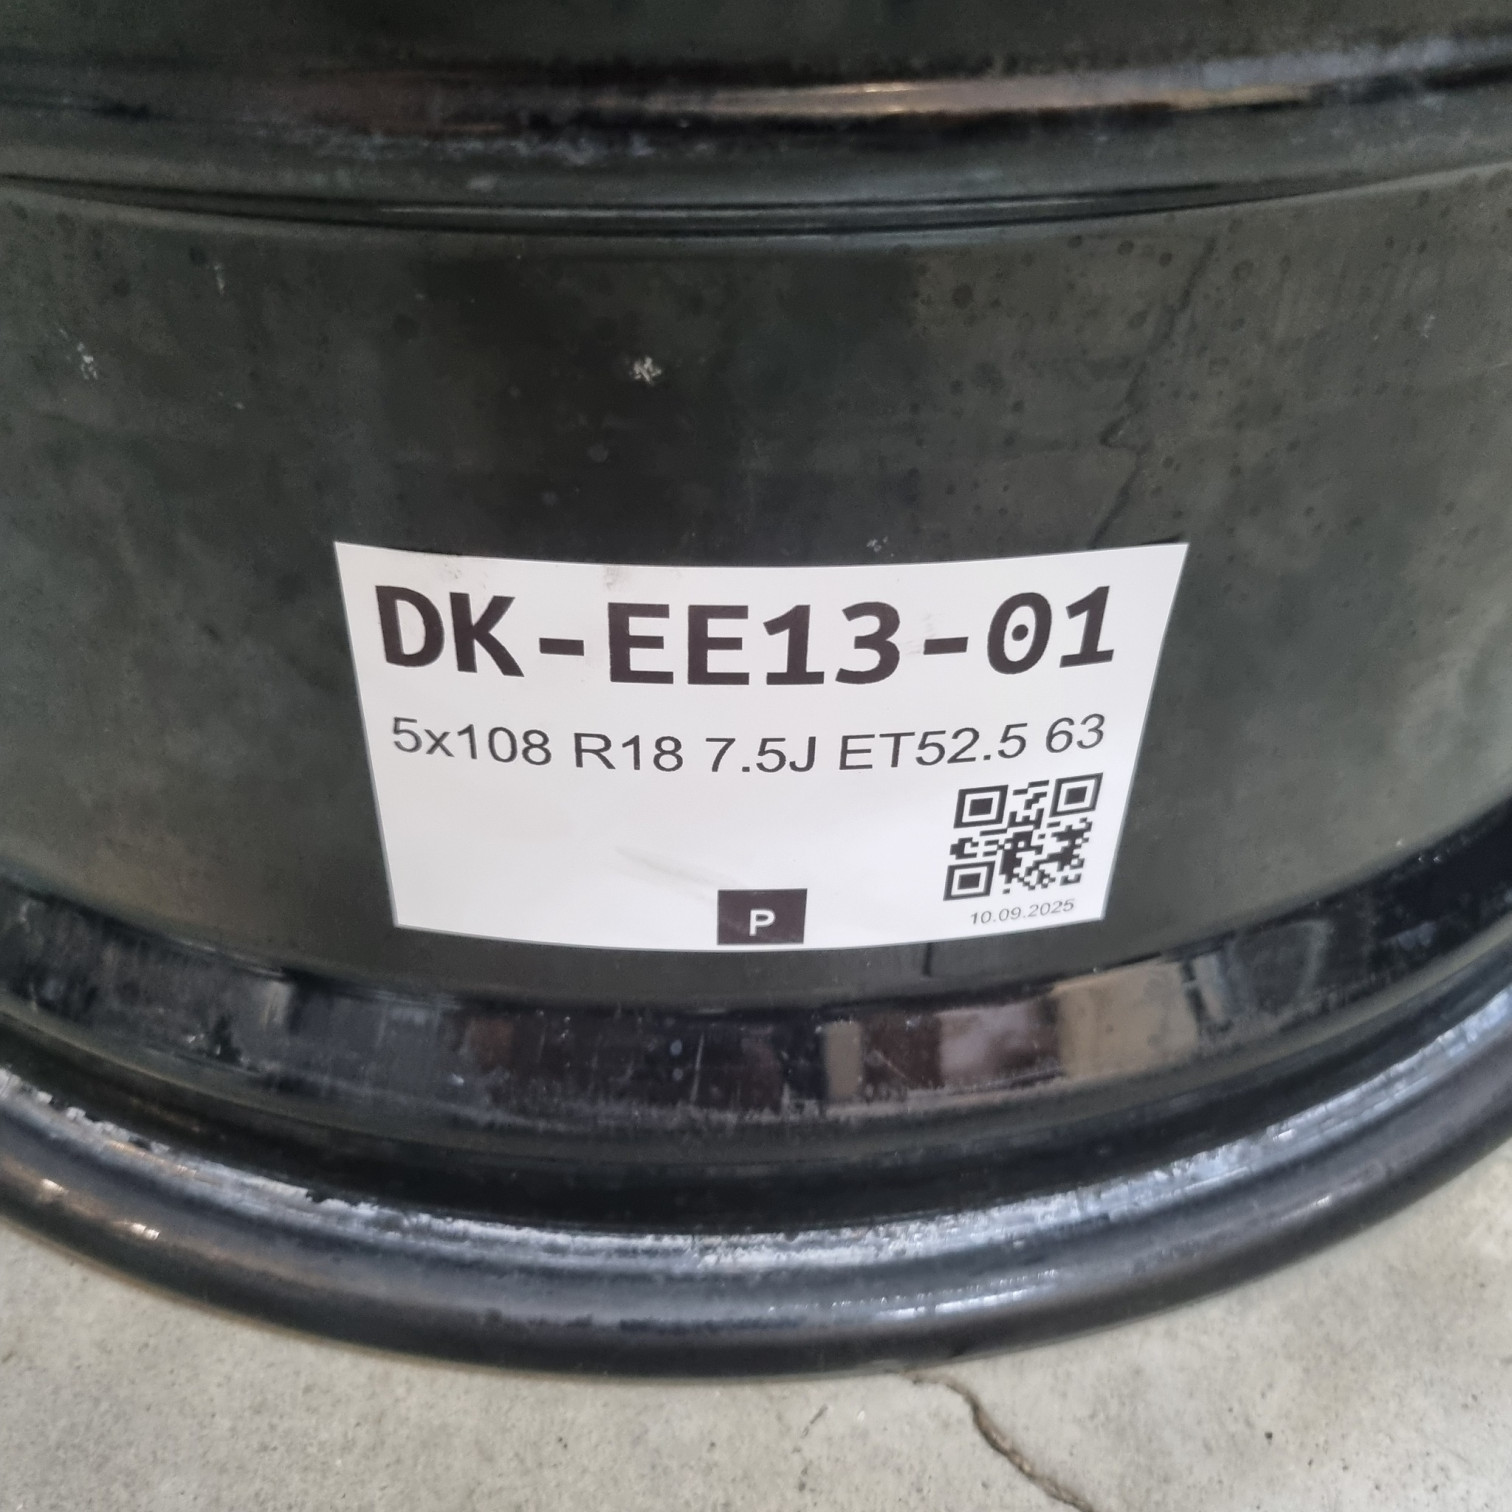 DK-EE13-01
5x108 R18 7.5J ET52.5 63
P
10.09.2025